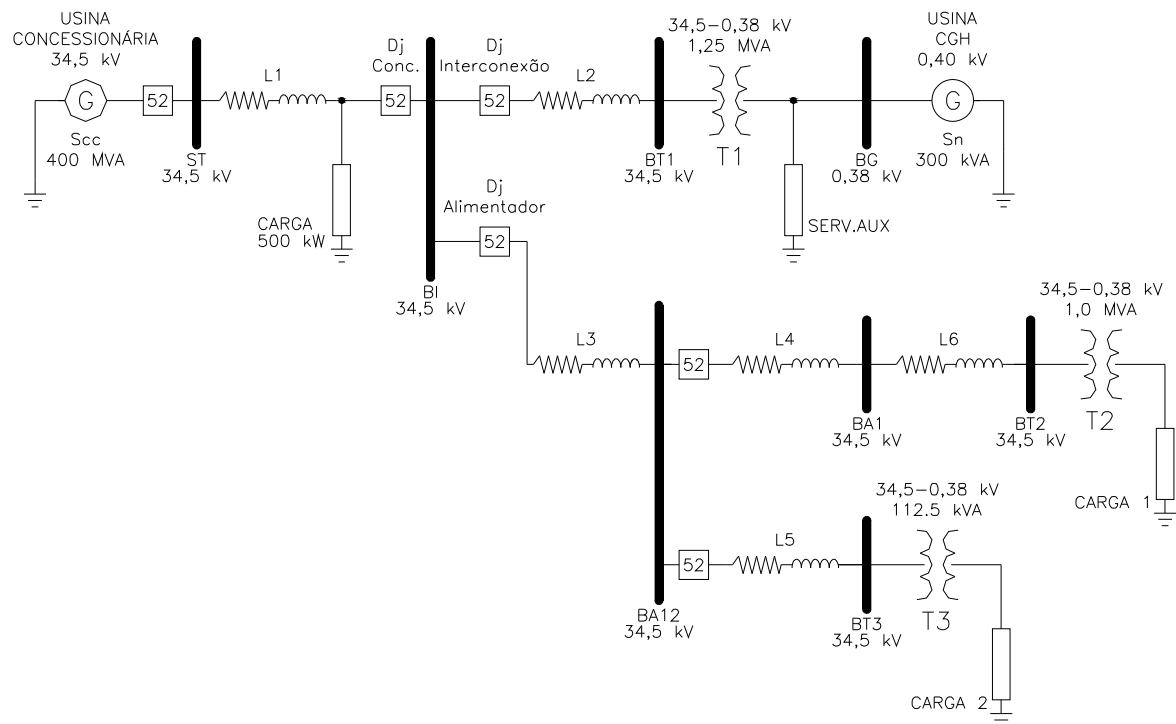 USINA
CONCESSIONÁRIA
34,5 kV
G
Scc
400 MVA
52
ST
34,5 kV
L1
CARGA
500 kW
Dj
Conc.
52
BI
34,5 kV
Dj
Interconexão
52
L2
BT1
34,5 kV
34,5-0,38 kV
1,25 MVA
T1
SERV.AUX
BG
0,38 kV
USINA
CGH
0,40 kV
G
Sn
300 kVA
Dj
Alimentador
52
L3
BA12
34,5 kV
52
L4
BA1
34,5 kV
L6
BT2
34,5 kV
34,5-0,38 kV
1,0 MVA
T2
CARGA 1
52
L5
BT3
34,5 kV
34,5-0,38 kV
112.5 kVA
T3
CARGA 2